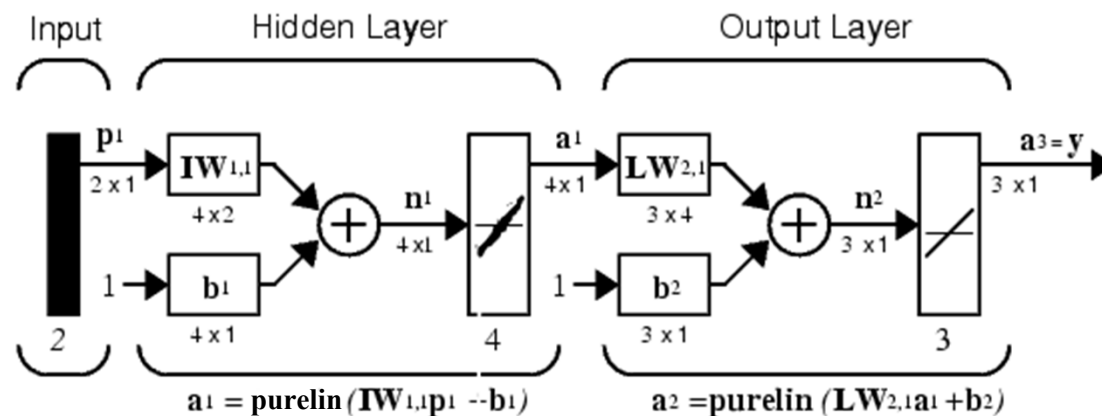 Input Hidden Layer Output Layer
p1 IW1,1 n1 a1 LW2,1 n2 a3 = y
2 x 1 4 x 2 4 x1 4 x 1 3 x 4 3 x 1 3 x1
1 b1 1 b2
2 4 x 1 4 3 x 1 3
a1 = purelin (IW1,1p1 --b1) a2 =purelin (LW2,1a1 +b2)